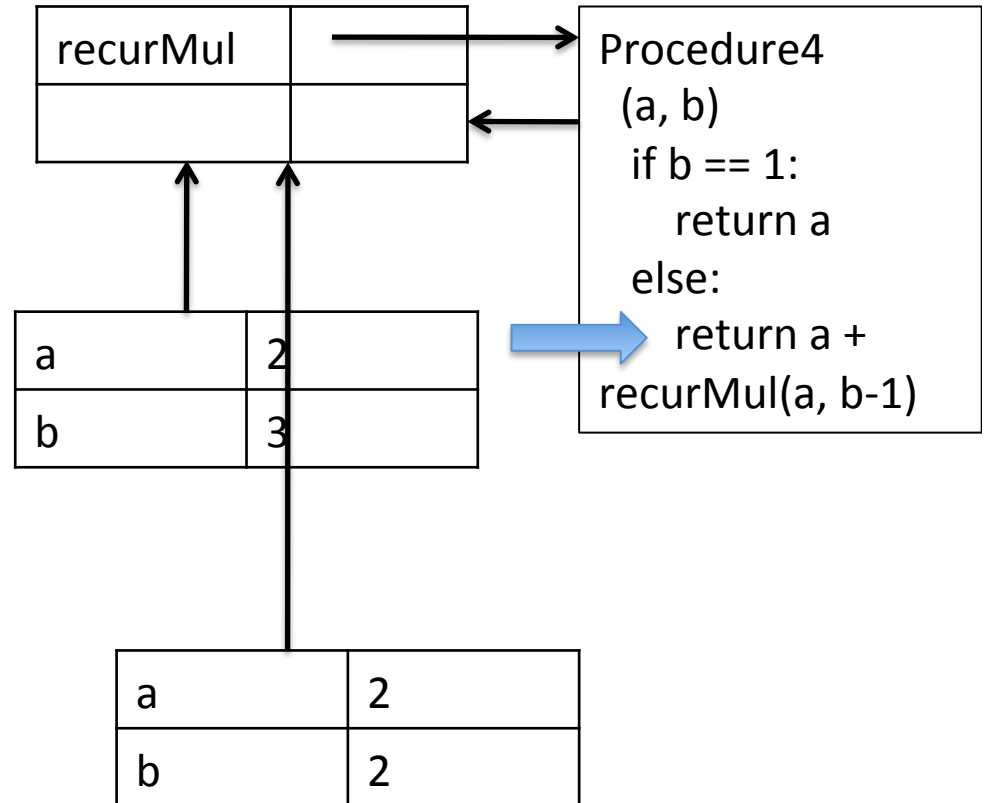 recurMul
Procedure4
(a, b)
if b == 1:
return a
else:
return a +
recurMul(a, b-1)
a 2
b 3
a 2
b 2